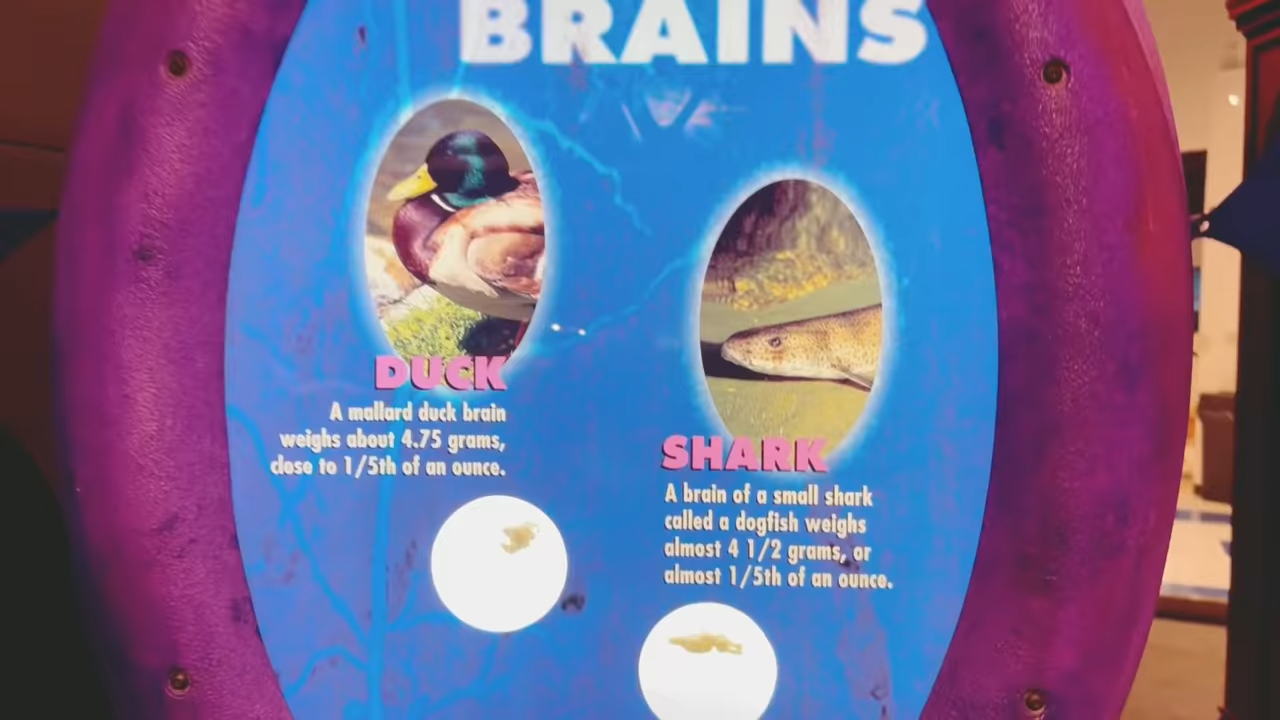 BRAINS
DUCK
A mallard duck brain
weighs about 4.75 grams,
close to 1/5th of an ounce.
SHARK
A brain of a small shark
called a dogfish weighs
almost 4 1/2 grams, or
almost 1/5th of an ounce.